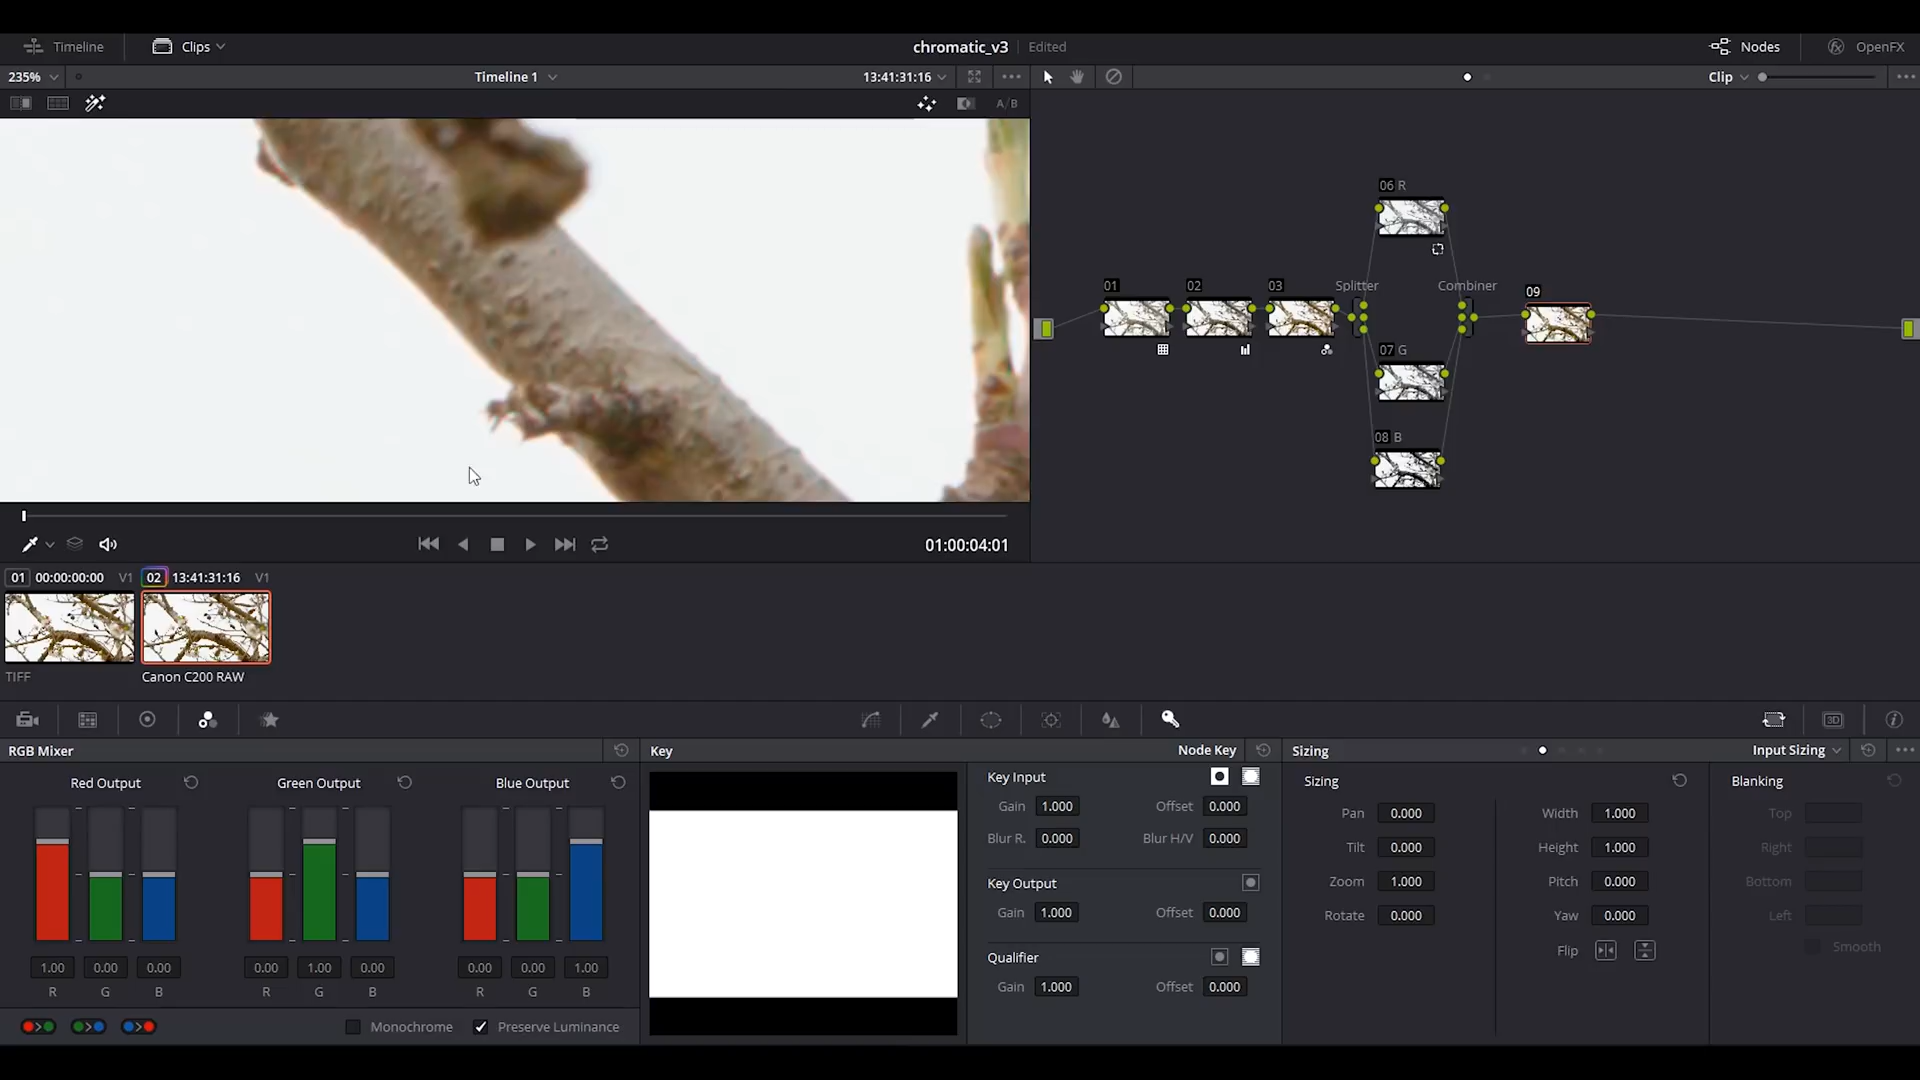 Timeline
Clips
chromatic_v3
Edited
Nodes
OpenFX
235%
Timeline 1
13:41:31:16
Clip
A/B
06 R
01
02
03
Splitter
Combiner
09
07 G
08 B
01:00:04:01
01 00:00:00:00 V1
02 13:41:31:16 V1
TIFF
Canon C200 RAW
3D
RGB Mixer
Key
Node Key
Sizing
Input Sizing
Red Output
Green Output
Blue Output
1.00 0.00 0.00
0.00 1.00 0.00
0.00 0.00 1.00
R G B
R G B
R G B
Monochrome
Preserve Luminance
Key Input
Gain 1.000 Offset 0.000
Blur R. 0.000 Blur H/V 0.000
Key Output
Gain 1.000 Offset 0.000
Qualifier
Gain 1.000 Offset 0.000
Sizing
Pan 0.000 Width 1.000
Tilt 0.000 Height 1.000
Zoom 1.000 Pitch 0.000
Rotate 0.000 Yaw 0.000
Flip
Blanking
Top
Right
Bottom
Left
Smooth